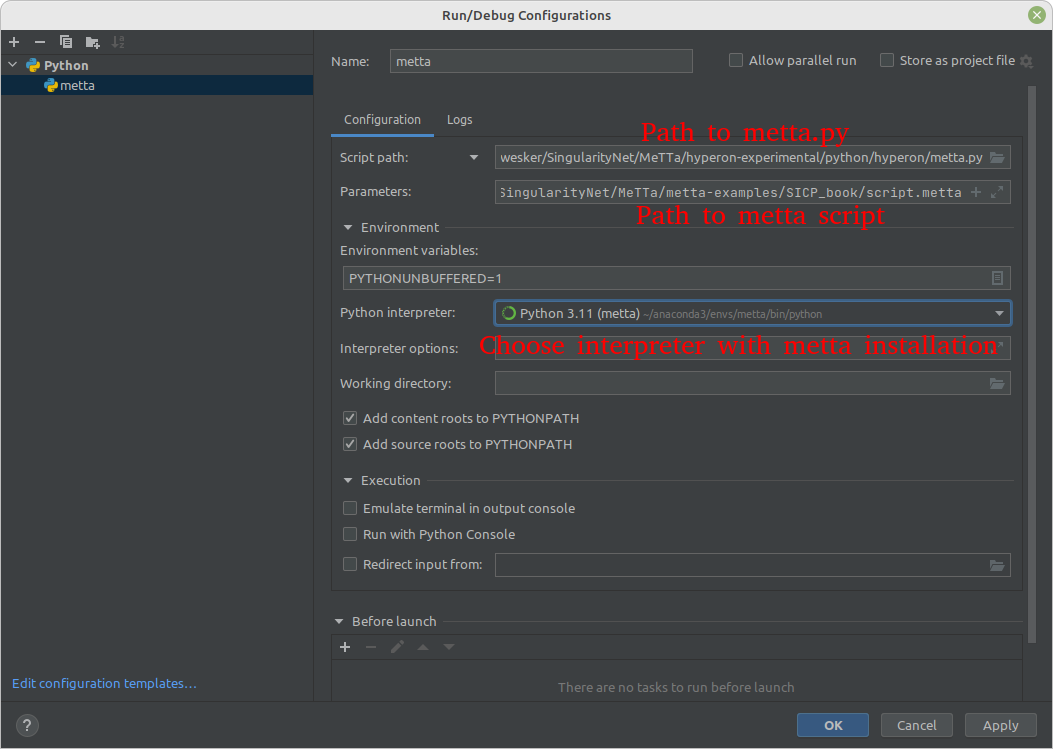 Run/Debug Configurations
Python
metta
Edit configuration templates...
Name: metta
Allow parallel run
Store as project file
Configuration Logs
Path to metta.py
Script path: wesker/SingularityNet/MeTTa/hyperon-experimental/python/hyperon/metta.py
Parameters: SingularityNet/MeTTa/metta-examples/SICP_book/script.metta
Path to metta script
Environment
Environment variables:
PYTHONUNBUFFERED=1
Python interpreter: Python 3.11 (metta) ~/anaconda3/envs/metta/bin/python
Interpreter options: Choose interpreter with metta installation
Working directory:
Add content roots to PYTHONPATH
Add source roots to PYTHONPATH
Execution
Emulate terminal in output console
Run with Python Console
Redirect input from:
Before launch
There are no tasks to run before launch
?
OK Cancel Apply